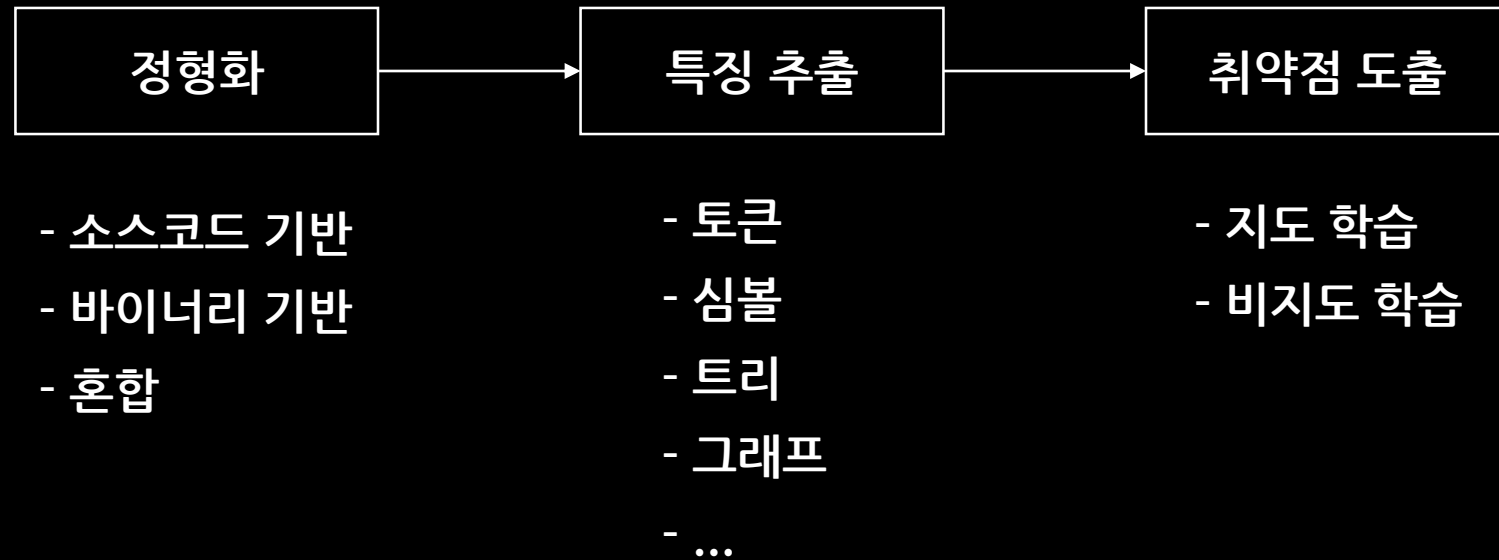 정형화
특징 추출
취약점 도출
- 소스코드 기반
- 바이너리 기반
- 혼합
- 토큰
- 심볼
- 트리
- 그래프
- ...
- 지도 학습
- 비지도 학습